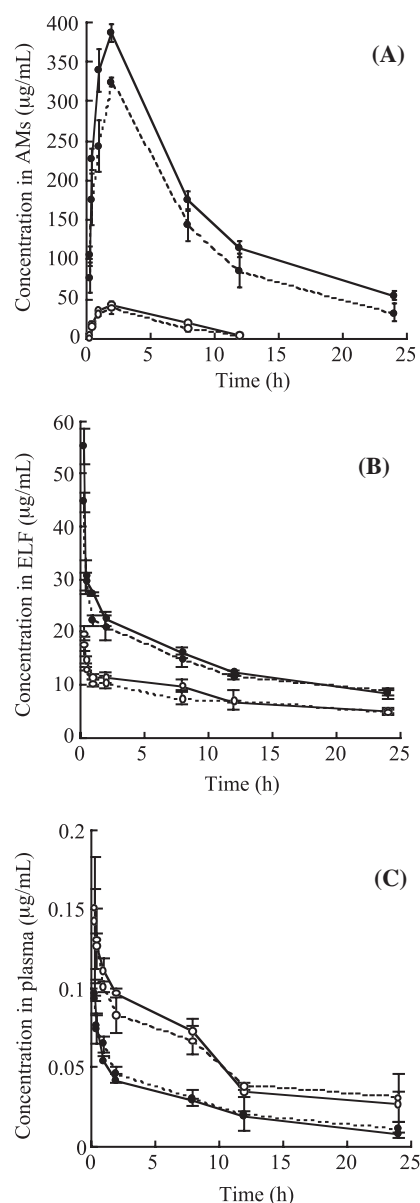 (A)
Concentration in AMs (µg/mL)
400
350
300
250
200
150
100
50
0
0 5 10 15 20 25
Time (h)
(B)
Concentration in ELF (µg/mL)
60
50
40
30
20
10
0
0 5 10 15 20 25
Time (h)
(C)
Concentration in plasma (µg/mL)
0.2
0.15
0.1
0.05
0
0 5 10 15 20 25
Time (h)